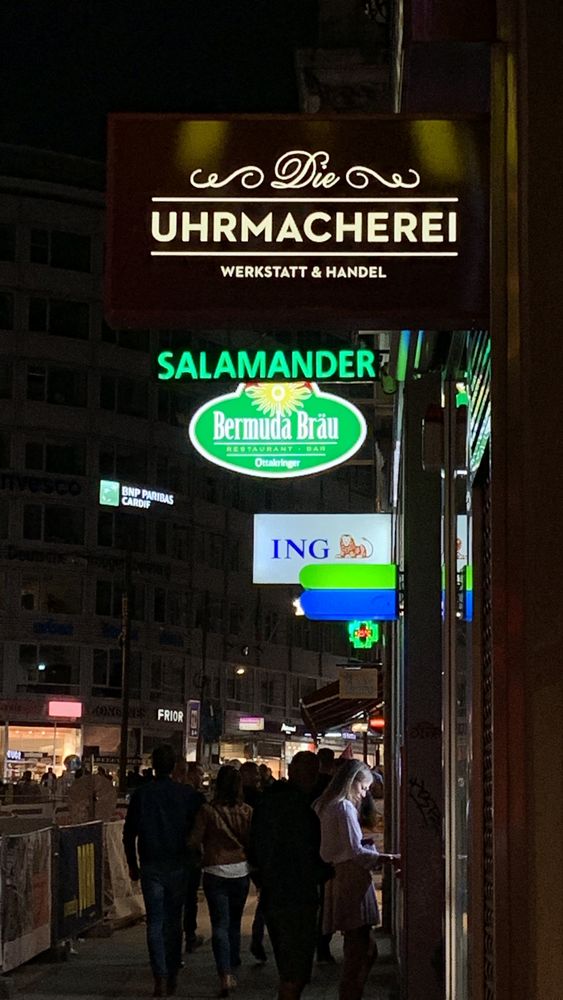 Die
UHRMACHEREI
WERKSTATT & HANDEL
SALAMANDER
Bermuda Bräu
RESTAURANT · BAR
Ottakringer
BNP PARIBAS
CARDIF
ING
FRIOR